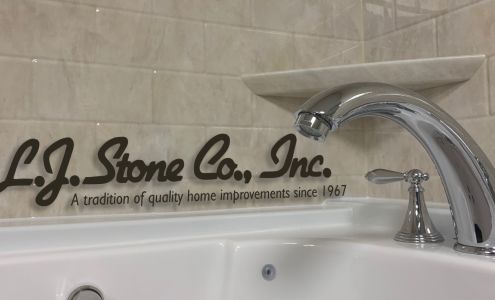 L.J. Stone Co., Inc.
A tradition of quality home improvements since 1967